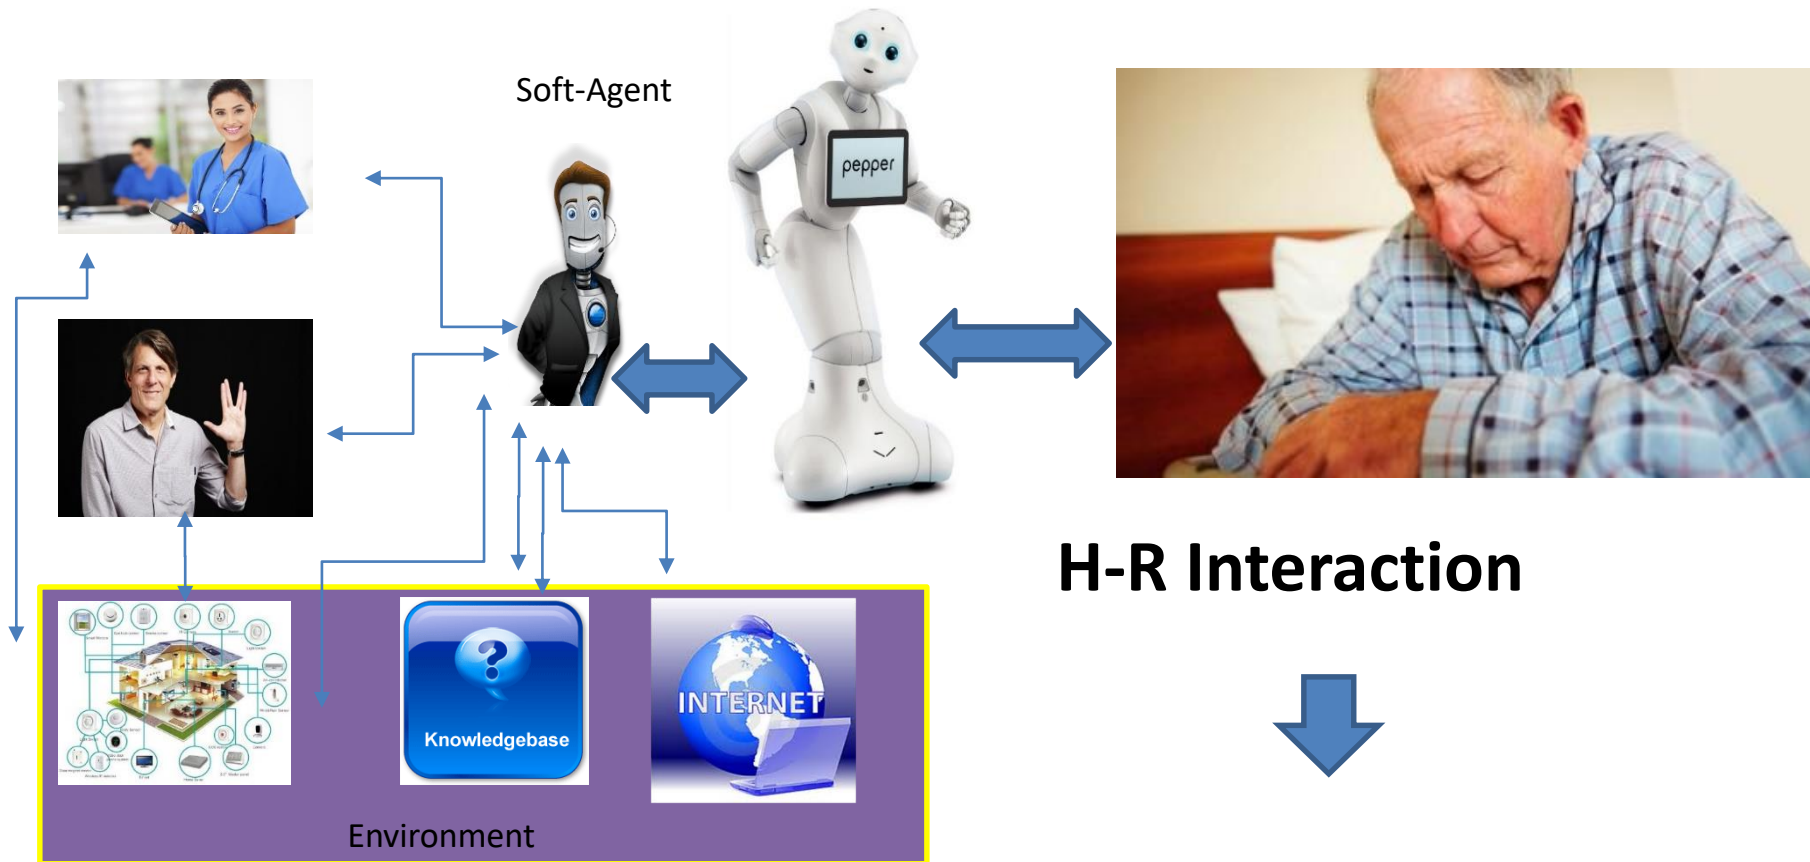 Soft-Agent
pepper
H-R Interaction
Knowledgebase
INTERNET
Environment